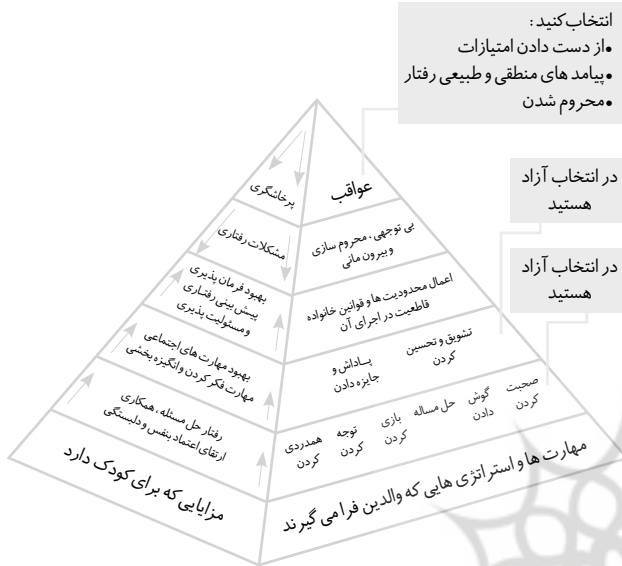 انتخاب کنید :
•از دست دادن امتیازات
•پیامد های منطقی و طبیعی رفتار
•محروم شدن
در انتخاب آزاد
هستید
در انتخاب آزاد
هستید
عواقب
پرخاشگری
بی توجهی، محروم سازی
و بیرون مانی
مشکلات رفتاری
اعمال محدودیت ها و قوانین خانواده
قاطعیت در اجرای آن
بهبود فرمان پذیری
پیش بینی رفتاری
و مسئولیت پذیری
تشویق و تحسین
کردن
پاداش و
جایزه دادن
بهبود مهارت های اجتماعی
مهارت فکر کردن و انگیزه بخشی
صحبت
کردن
گوش
دادن
حل مساله
بازی
کردن
توجه
کردن
همدردی
کردن
رفتار حل مسئله، همکاری
ارتقای اعتماد بنفس و دلبستگی
مهارت ها و استراتژی هایی که والدین فرا می گیرند
مزایایی که برای کودک دارد